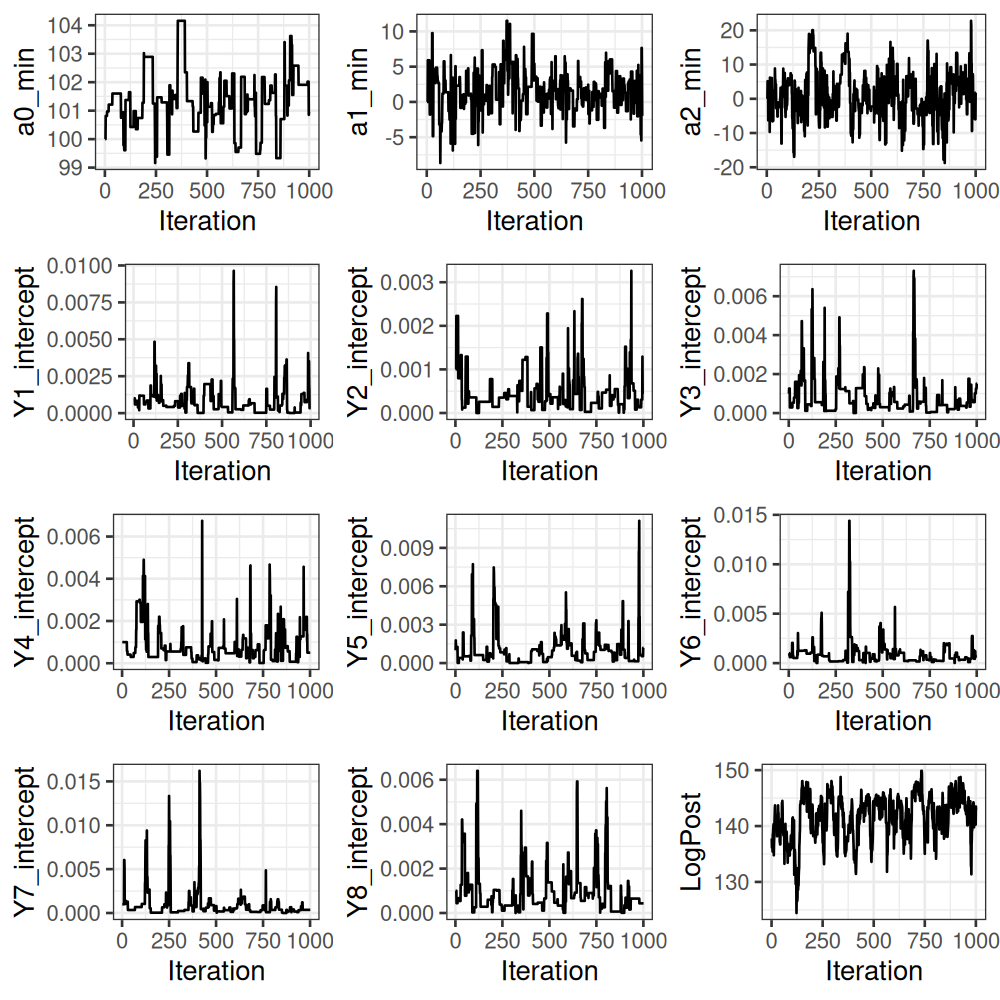 a0_min
104
103
102
101
100
99
0 250 500 750 1000
Iteration
a1_min
10
5
0
-5
0 250 500 750 1000
Iteration
a2_min
20
10
0
-10
-20
0 250 500 750 1000
Iteration
Y1_intercept
0.0100
0.0075
0.0050
0.0025
0.0000
0 250 500 750 1000
Iteration
Y2_intercept
0.003
0.002
0.001
0.000
0 250 500 750 1000
Iteration
Y3_intercept
0.006
0.004
0.002
0.000
0 250 500 750 1000
Iteration
Y4_intercept
0.006
0.004
0.002
0.000
0 250 500 750 1000
Iteration
Y5_intercept
0.009
0.006
0.003
0.000
0 250 500 750 1000
Iteration
Y6_intercept
0.015
0.010
0.005
0.000
0 250 500 750 1000
Iteration
Y7_intercept
0.015
0.010
0.005
0.000
0 250 500 750 1000
Iteration
Y8_intercept
0.006
0.004
0.002
0.000
0 250 500 750 1000
Iteration
LogPost
150
140
130
0 250 500 750 1000
Iteration